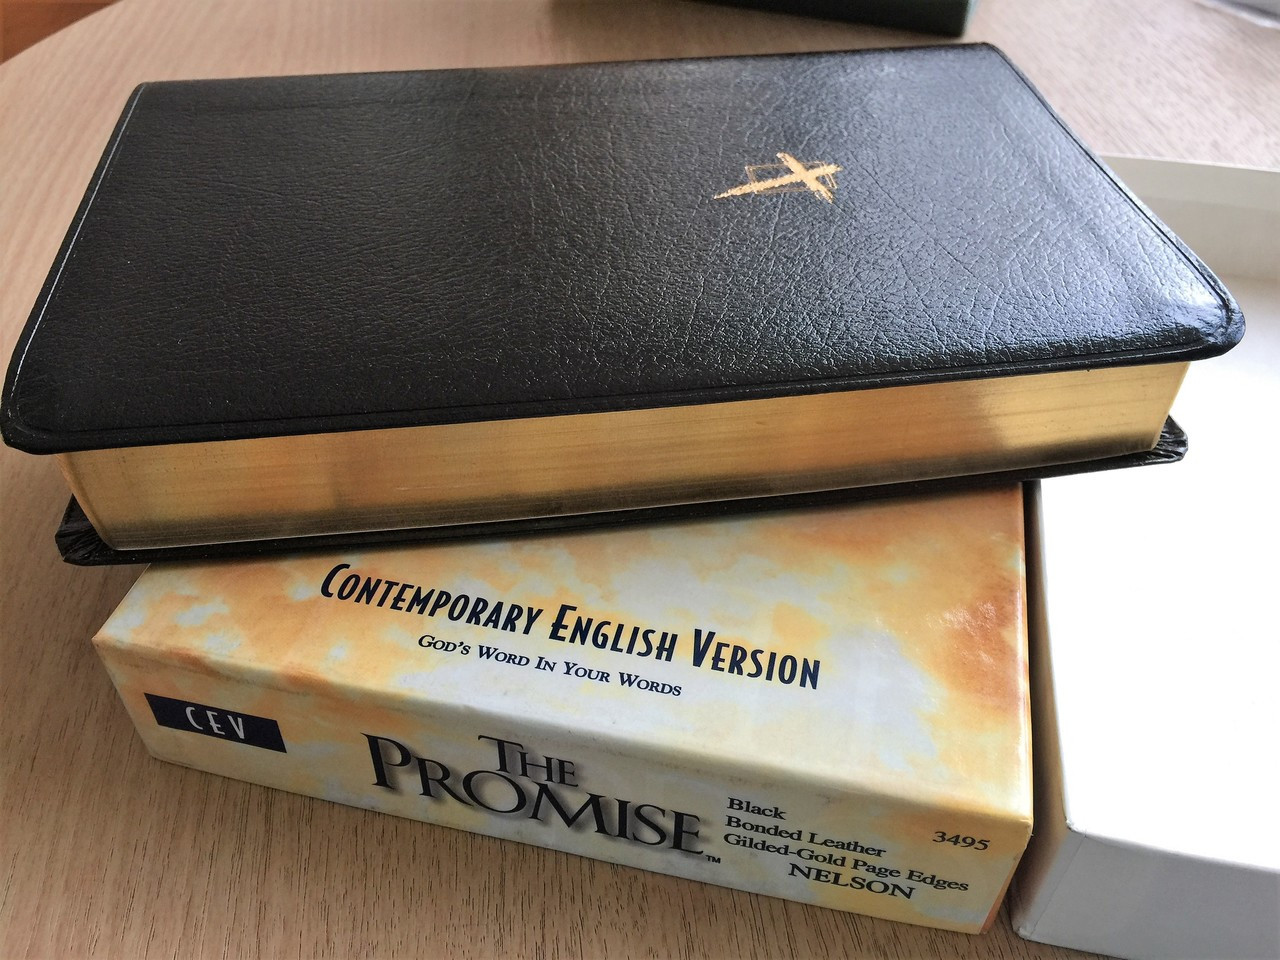 CONTEMPORARY ENGLISH VERSION
GOD'S WORD IN YOUR WORDS
CEV
THE
PROMISE™
Black
Bonded Leather
Gilded-Gold Page Edges
NELSON
3495